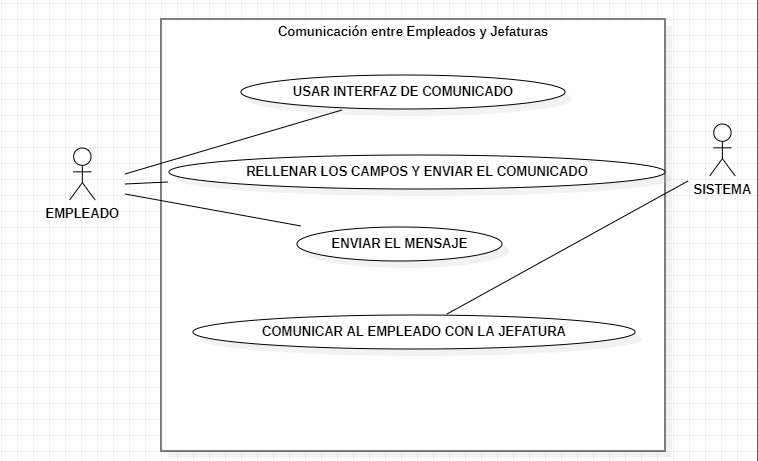 Comunicación entre Empleados y Jefaturas
USAR INTERFAZ DE COMUNICADO
RELLENAR LOS CAMPOS Y ENVIAR EL COMUNICADO
SISTEMA
EMPLEADO
ENVIAR EL MENSAJE
COMUNICAR AL EMPLEADO CON LA JEFATURA